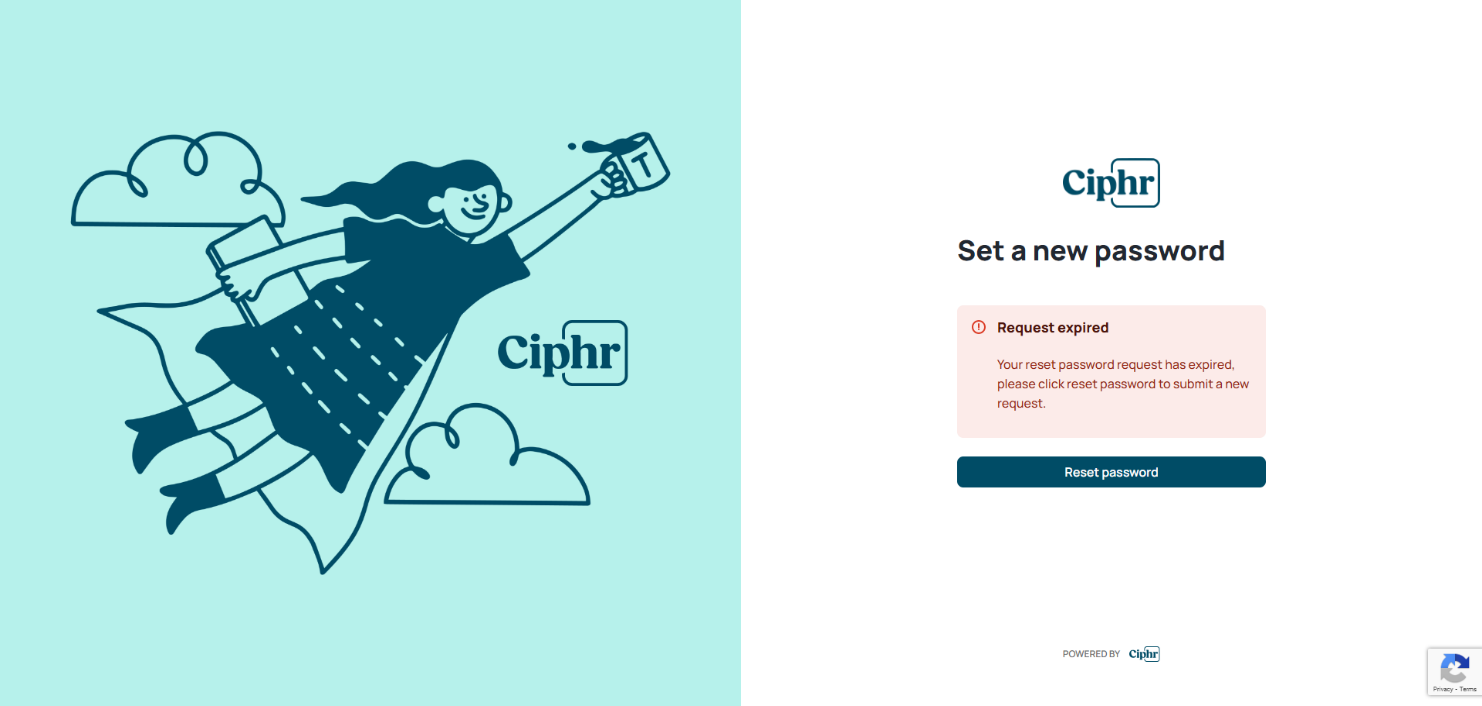 T
Ciphr
Ciphr
Set a new password
Request expired
Your reset password request has expired,
please click reset password to submit a new
request.
Reset password
POWERED BY Ciphr
Privacy - Terms